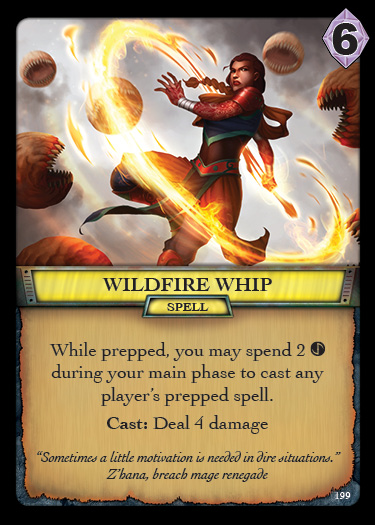 6
WILDFIRE WHIP
SPELL
While prepped, you may spend 2
during your main phase to cast any
player's prepped spell.
Cast: Deal 4 damage
“Sometimes a little motivation is needed in dire situations.”
Z'hana, breach mage renegade
199